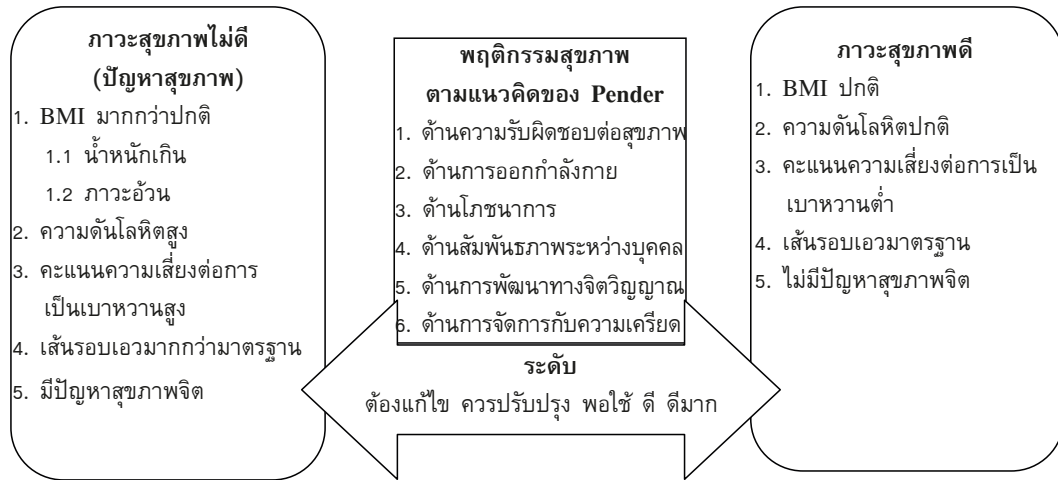 ภาวะสุขภาพไม่ดี
(ปัญหาสุขภาพ)
1. BMI มากกว่าปกติ
1.1 น้ำหนักเกิน
1.2 ภาวะอ้วน
2. ความดันโลหิตสูง
3. คะแนนความเสี่ยงต่อการ
เป็นเบาหวานสูง
4. เส้นรอบเอวมากกว่ามาตรฐาน
5. มีปัญหาสุขภาพจิต
พฤติกรรมสุขภาพ
ตามแนวคิดของ Pender
1. ด้านความรับผิดชอบต่อสุขภาพ
2. ด้านการออกกำลังกาย
3. ด้านโภชนาการ
4. ด้านสัมพันธภาพระหว่างบุคคล
5. ด้านการพัฒนาทางจิตวิญญาณ
6. ด้านการจัดการกับความเครียด
ระดับ
ต้องแก้ไข ควรปรับปรุง พอใช้ ดี ดีมาก
ภาวะสุขภาพดี
1. BMI ปกติ
2. ความดันโลหิตปกติ
3. คะแนนความเสี่ยงต่อการเป็น
เบาหวานต่ำ
4. เส้นรอบเอวมาตรฐาน
5. ไม่มีปัญหาสุขภาพจิต